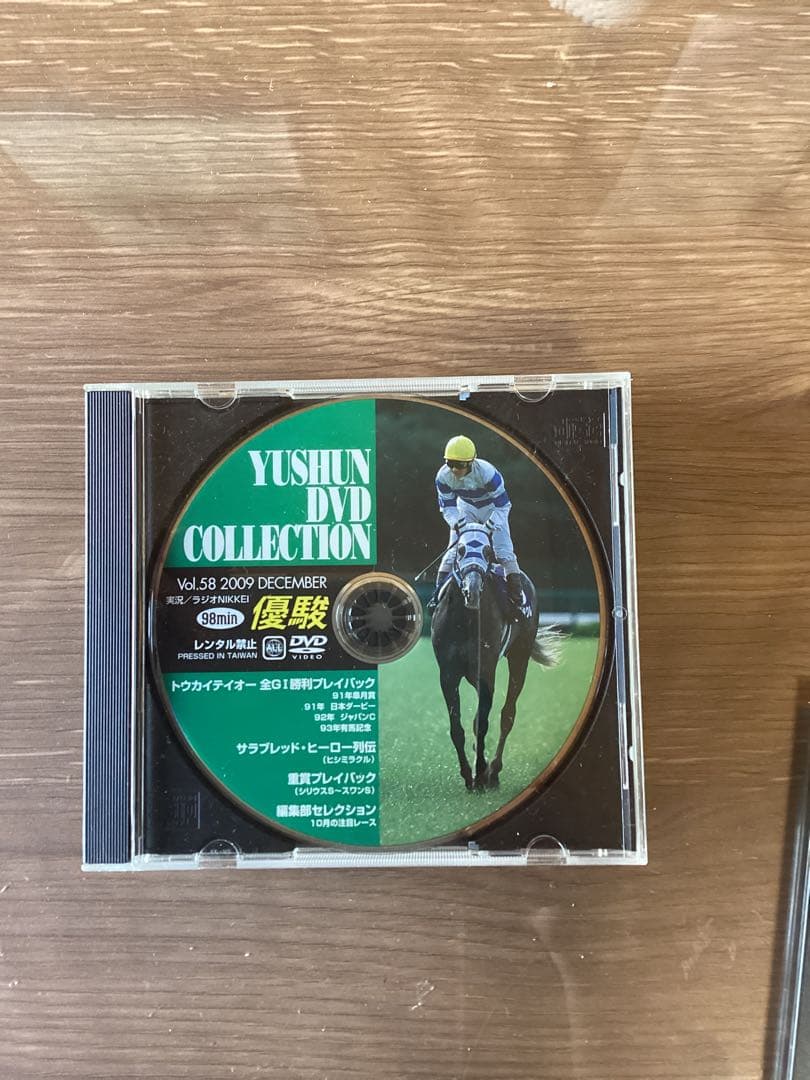 YUSHUN
DVD
COLLECTION
Vol.58 2009 DECEMBER
実況/ラジオNIKKEI
98min
優駿
レンタル禁止
PRESSED IN TAIWAN
ALL
DVD
VIDEO
トウカイテイオー 全GⅠ勝利プレイバック
91年皐月賞
91年 日本ダービー
92年 ジャパンC
93年有馬記念
サラブレッド・ヒーロー列伝
(ヒシミラクル)
重賞プレイバック
(シリウスS〜スワンS)
編集部セレクション
10月の注目レース